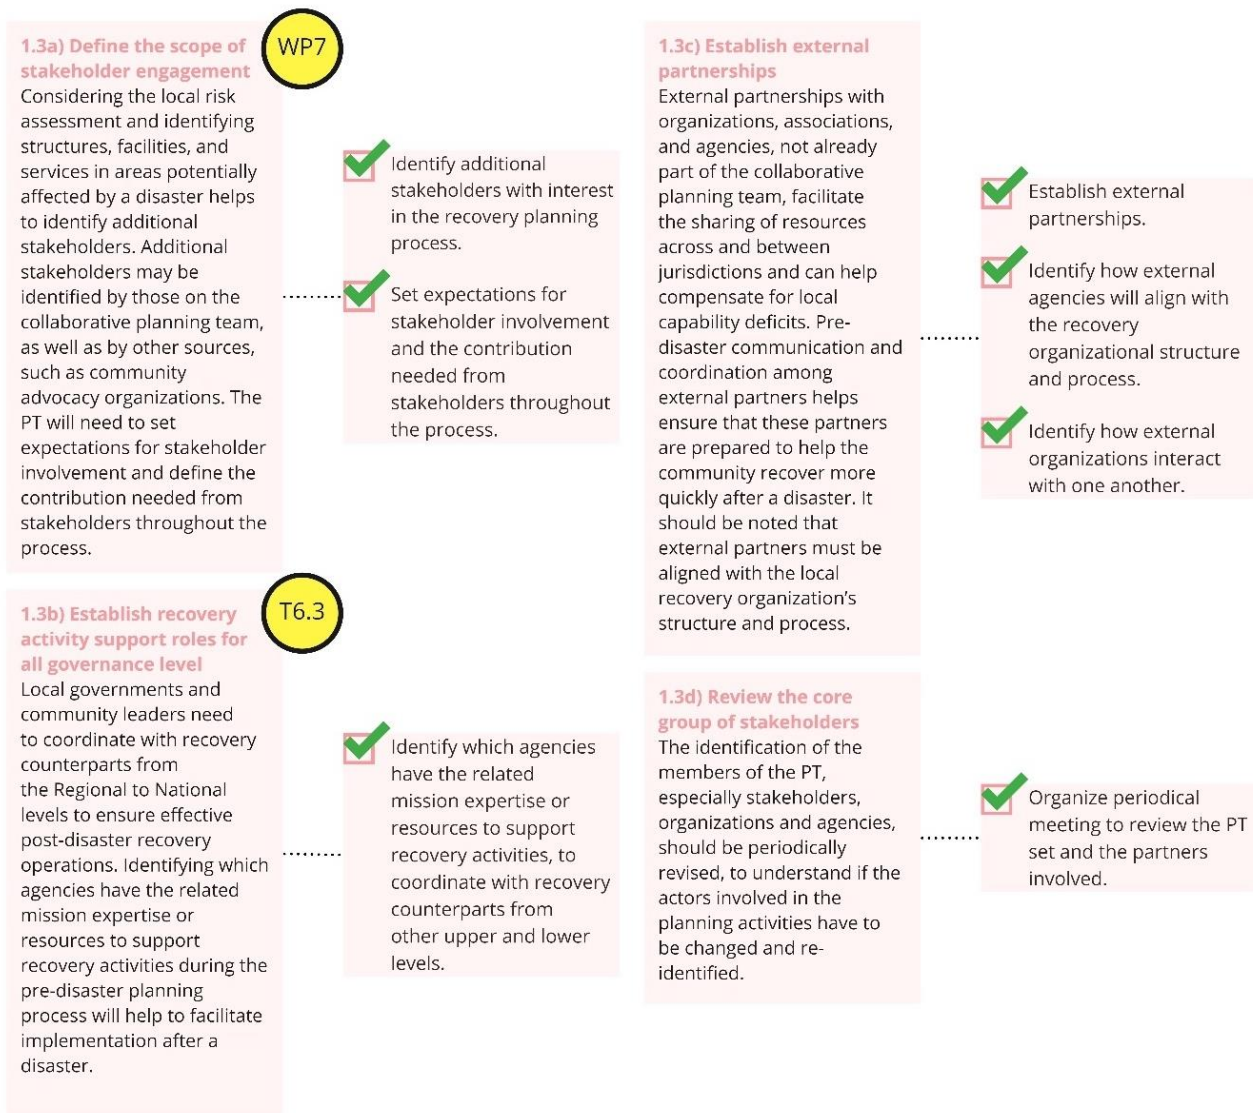 1.3a) Define the scope of
stakeholder engagement
WP7
Considering the local risk
assessment and identifying
structures, facilities, and
services in areas potentially
affected by a disaster helps
to identify additional
stakeholders. Additional
stakeholders may be
identified by those on the
collaborative planning team,
as well as by other sources,
such as community
advocacy organizations. The
PT will need to set
expectations for stakeholder
involvement and define the
contribution needed from
stakeholders throughout the
process.
Identify additional
stakeholders with interest
in the recovery planning
process.
Set expectations for
stakeholder involvement
and the contribution
needed from
stakeholders throughout
the process.
1.3b) Establish recovery
activity support roles for
all governance level
T6.3
Local governments and
community leaders need
to coordinate with recovery
counterparts from
the Regional to National
levels to ensure effective
post-disaster recovery
operations. Identifying which
agencies have the related
mission expertise or
resources to support
recovery activities during the
pre-disaster planning
process will help to facilitate
implementation after a
disaster.
Identify which agencies
have the related
mission expertise or
resources to support
recovery activities, to
coordinate with recovery
counterparts from
other upper and lower
levels.
1.3c) Establish external
partnerships
External partnerships with
organizations, associations,
and agencies, not already
part of the collaborative
planning team, facilitate
the sharing of resources
across and between
jurisdictions and can help
compensate for local
capability deficits. Pre-
disaster communication and
coordination among
external partners helps
ensure that these partners
are prepared to help the
community recover more
quickly after a disaster. It
should be noted that
external partners must be
aligned with the local
recovery organization's
structure and process.
Establish external
partnerships.
Identify how external
agencies will align with
the recovery
organizational structure
and process.
Identify how external
organizations interact
with one another.
1.3d) Review the core
group of stakeholders
The identification of the
members of the PT,
especially stakeholders,
organizations and agencies,
should be periodically
revised, to understand if the
actors involved in the
planning activities have to
be changed and re-
identified.
Organize periodical
meeting to review the PT
set and the partners
involved.